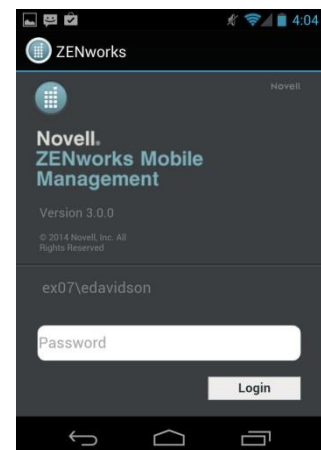 4:04
ZENworks
Novell
Novell.
ZENworks Mobile
Management
Version 3.0.0
© 2014 Novell, Inc. All
Rights Reserved
ex07\edavidson
Password
Login